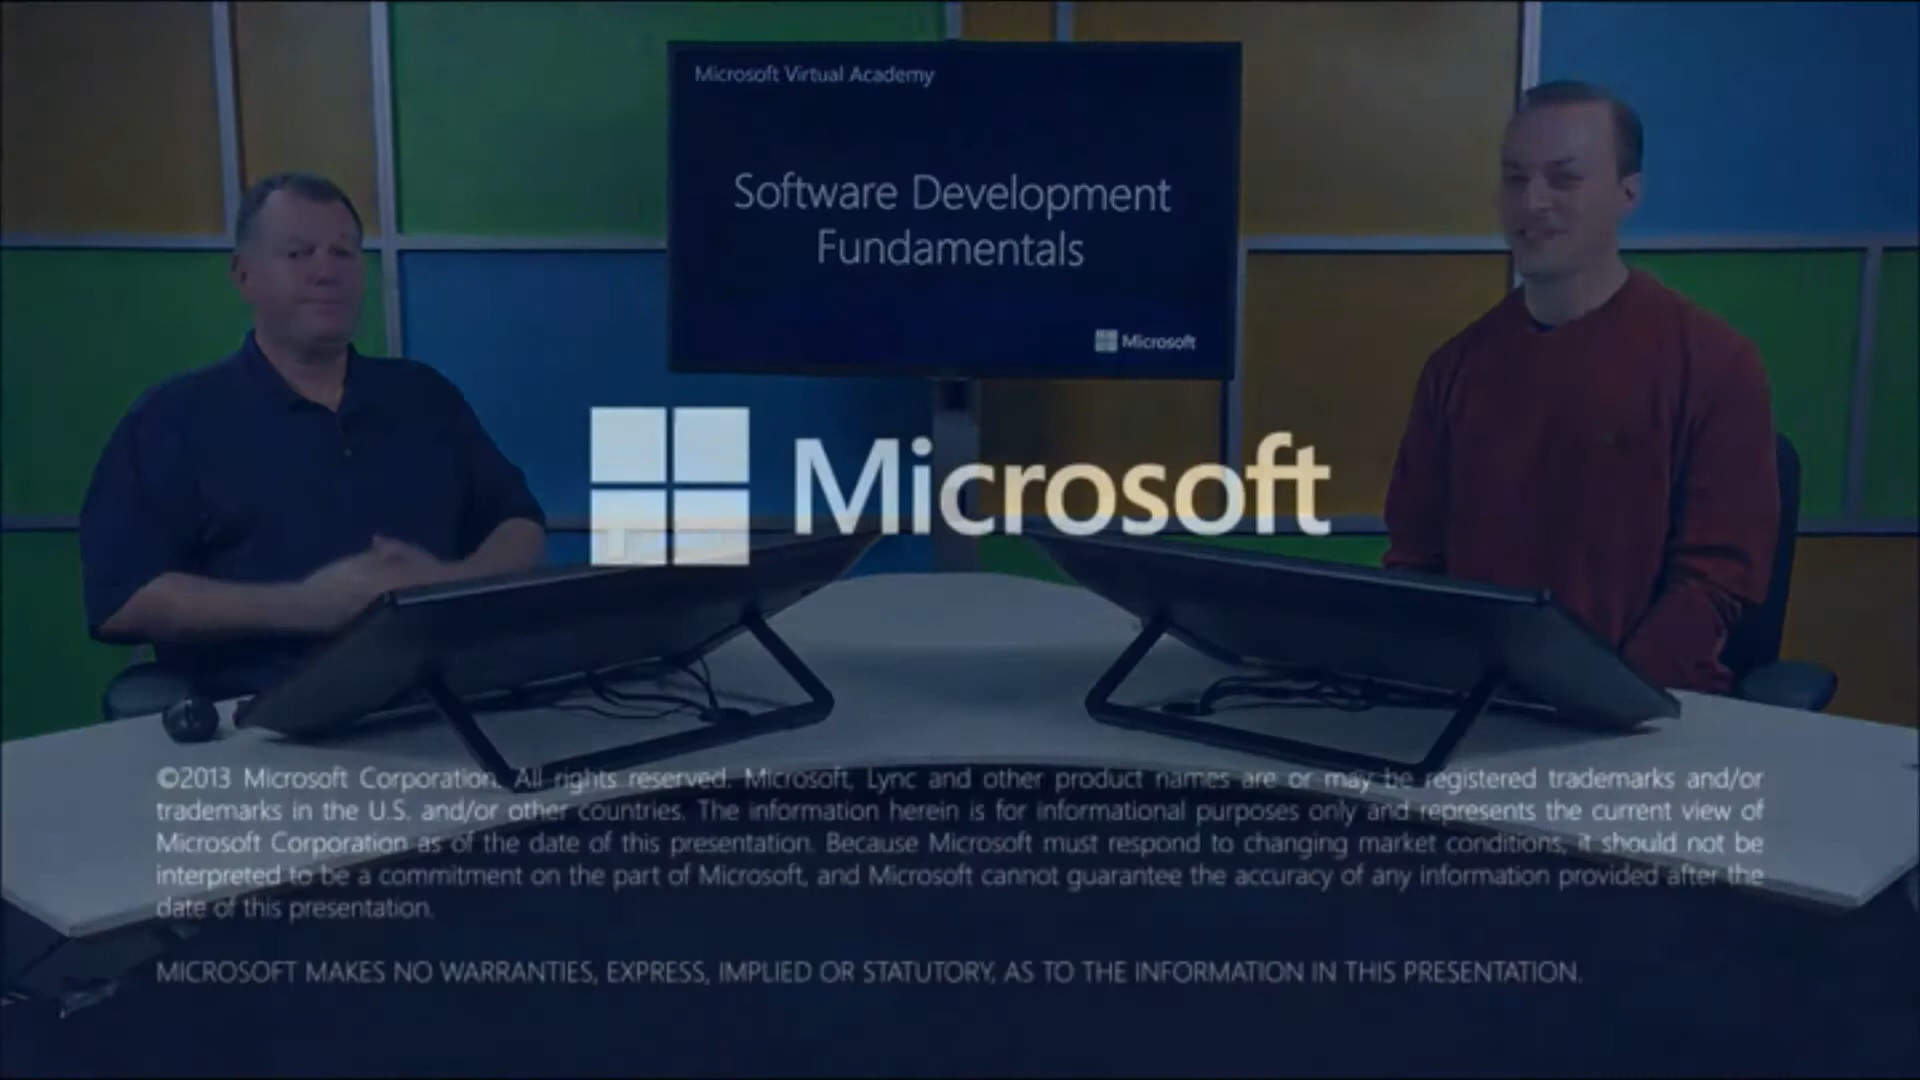 Microsoft Virtual Academy
Software Development
Fundamentals
Microsoft
Microsoft
©2013 Microsoft Corporation. All rights reserved. Microsoft, Lync and other product names are or may be registered trademarks and/or
trademarks in the U.S. and/or other countries. The information herein is for informational purposes only and represents the current view of
Microsoft Corporation as of the date of this presentation. Because Microsoft must respond to changing market conditions, it should not be
interpreted to be a commitment on the part of Microsoft, and Microsoft cannot guarantee the accuracy of any information provided after the
date of this presentation.
MICROSOFT MAKES NO WARRANTIES, EXPRESS, IMPLIED OR STATUTORY, AS TO THE INFORMATION IN THIS PRESENTATION.